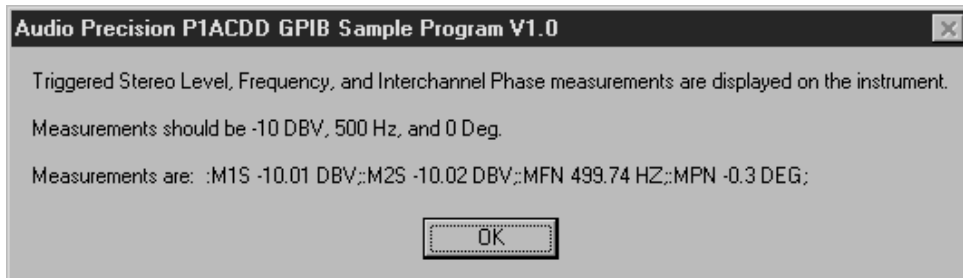 Audio Precision P1ACDD GPIB Sample Program V1.0
Triggered Stereo Level, Frequency, and Interchannel Phase measurements are displayed on the instrument.
Measurements should be -10 DBV, 500 Hz, and 0 Deg.
Measurements are:  :M1S -10.01 DBV;:M2S -10.02 DBV;:MFN 499.74 HZ;:MPN -0.3 DEG;
OK